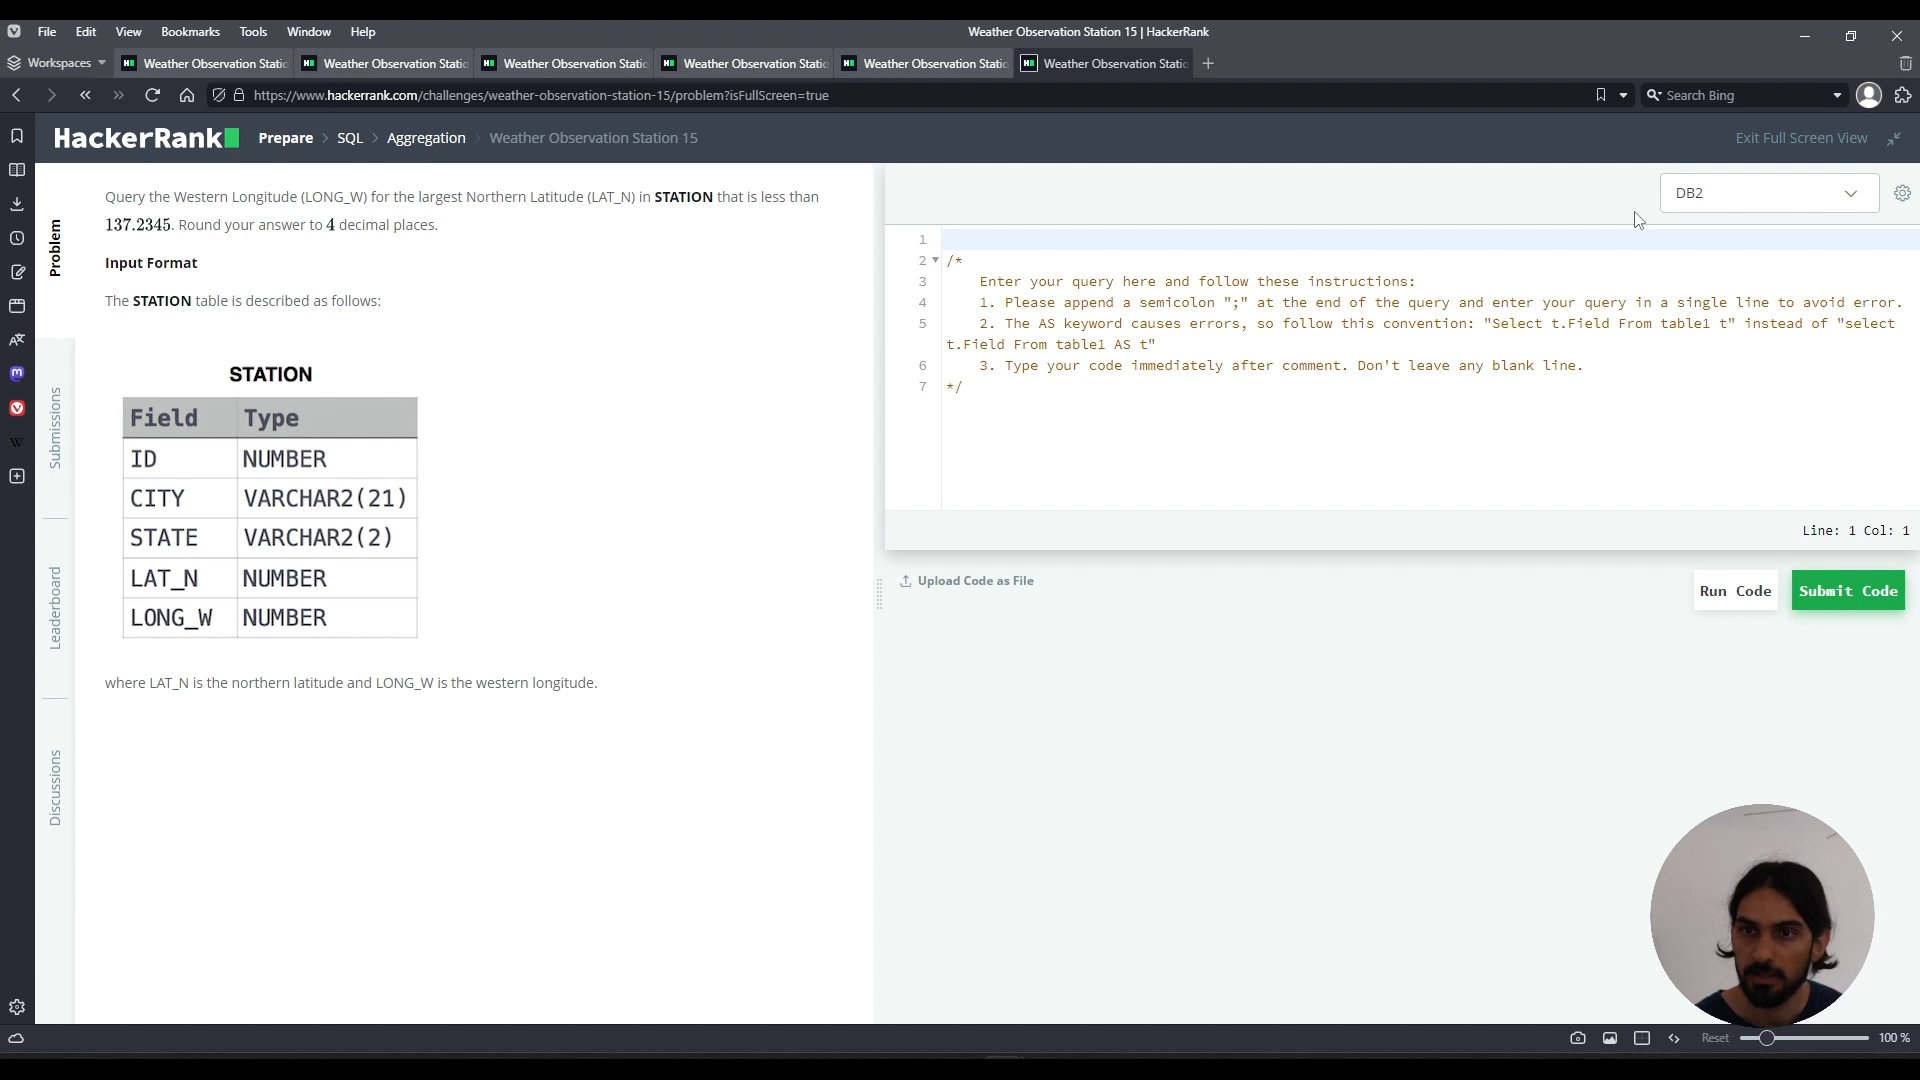 File Edit View Bookmarks Tools Window Help
Weather Observation Station 15 | HackerRank
Workspaces
Weather Observation Static
Weather Observation Static
Weather Observation Static
Weather Observation Static
Weather Observation Static
Weather Observation Static
https://www.hackerrank.com/challenges/weather-observation-station-15/problem?isFullScreen=true
Search Bing
HackerRank
Prepare > SQL > Aggregation > Weather Observation Station 15
Exit Full Screen View
Problem
Submissions
Leaderboard
Discussions
Query the Western Longitude (LONG_W) for the largest Northern Latitude (LAT_N) in STATION that is less than
137.2345. Round your answer to 4 decimal places.
Input Format
The STATION table is described as follows:
STATION
Field Type
ID NUMBER
CITY VARCHAR2(21)
STATE VARCHAR2(2)
LAT_N NUMBER
LONG_W NUMBER
where LAT_N is the northern latitude and LONG_W is the western longitude.
DB2
1
2 /*
3 Enter your query here and follow these instructions:
4 1. Please append a semicolon ";" at the end of the query and enter your query in a single line to avoid error.
5 2. The AS keyword causes errors, so follow this convention: "Select t.Field From table1 t" instead of "select
t.Field From table1 AS t"
6 3. Type your code immediately after comment. Don't leave any blank line.
7 */
Line: 1 Col: 1
Upload Code as File
Run Code
Submit Code
Reset
100 %